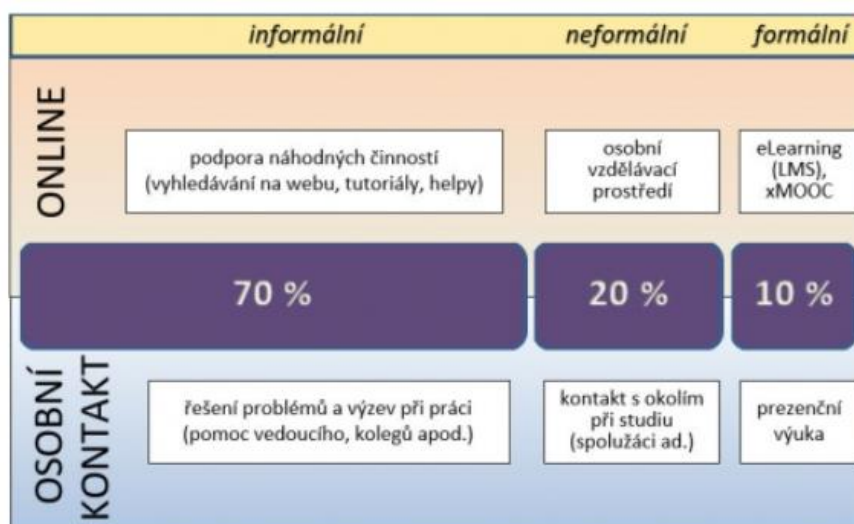 informální neformální formální
ONLINE
podpora náhodných činností
(vyhledávání na webu, tutoriály, helpy)
osobní
vzdělávací
prostředí
eLearning
(LMS),
xMOOC
70 % 20 % 10 %
OSOBNÍ
KONTAKT
řešení problémů a výzev při práci
(pomoc vedoucího, kolegů apod.)
kontakt s okolím
při studiu
(spolužáci ad.)
prezenční
výuka